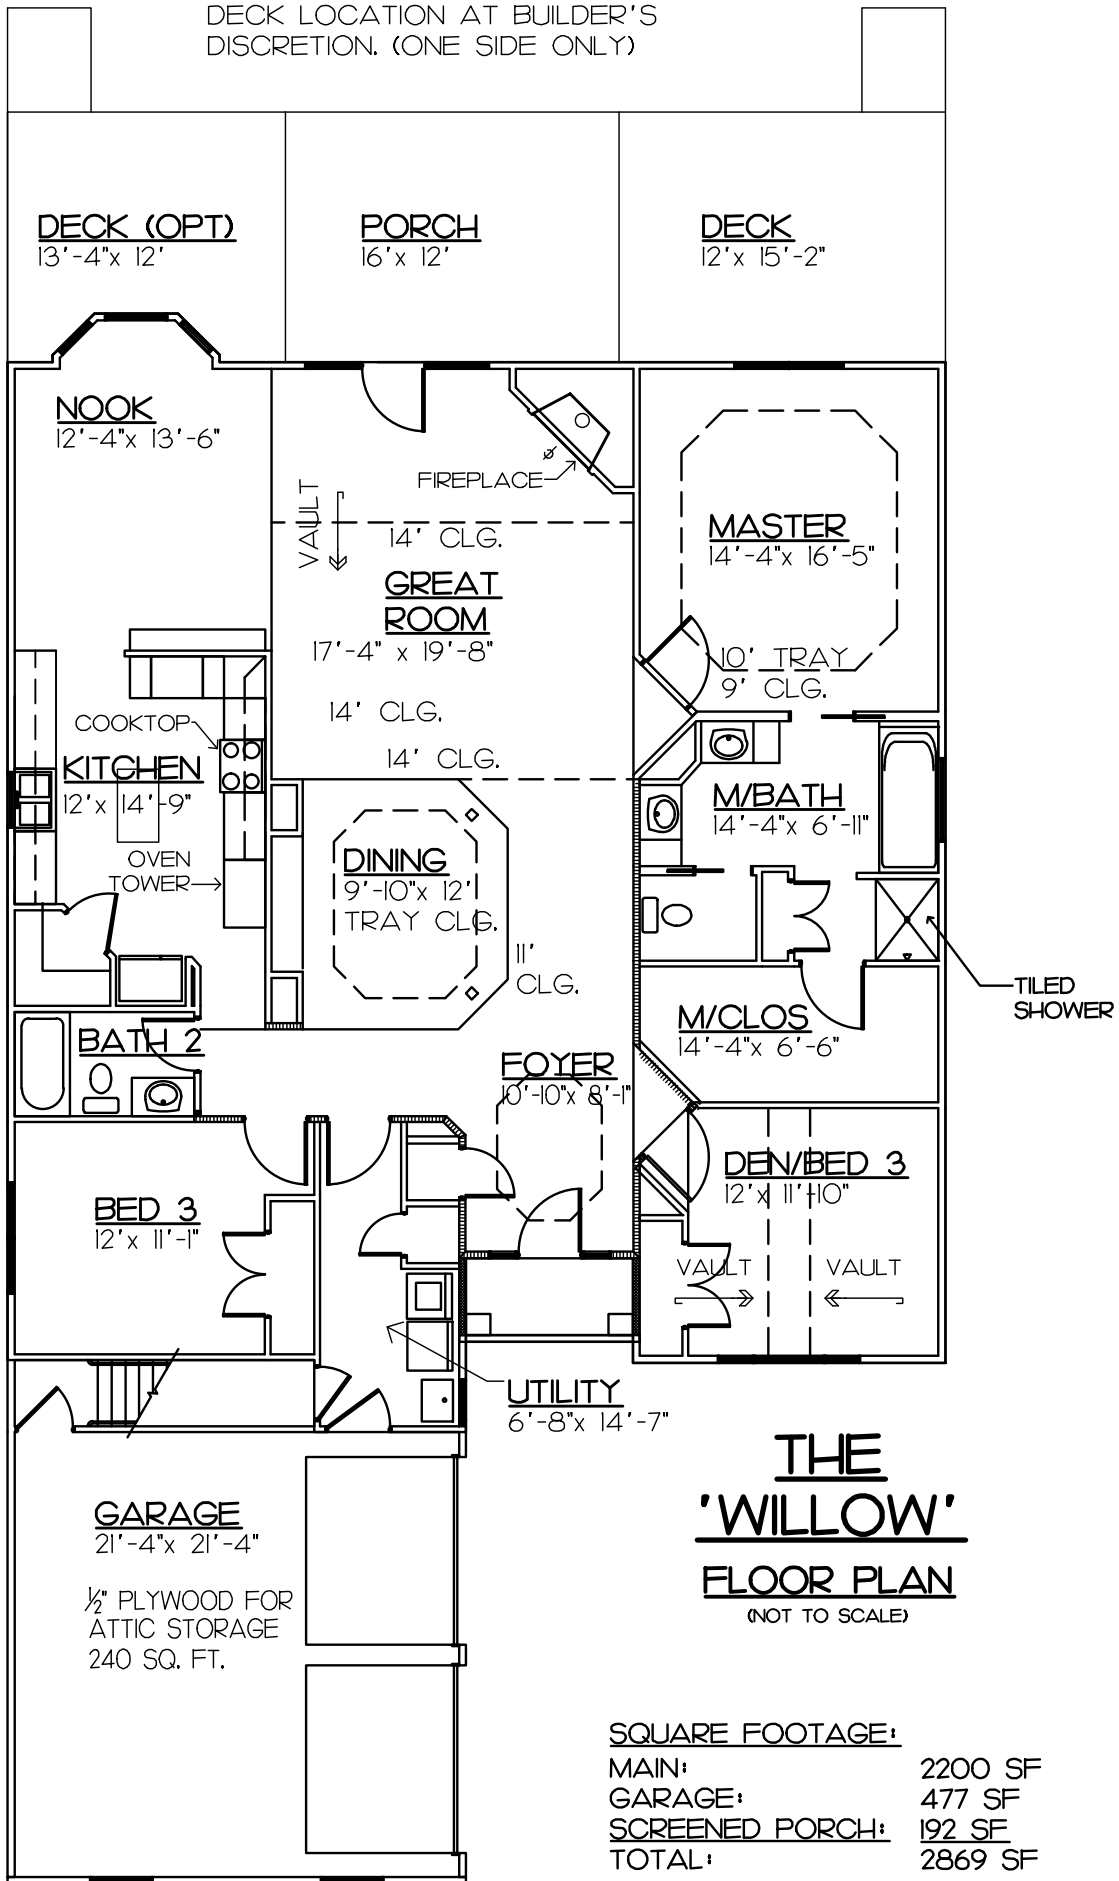 DECK LOCATION AT BUILDER'S
DISCRETION. (ONE SIDE ONLY)
DECK (OPT)
13'-4"x 12'
PORCH
16'x 12'
DECK
12'x 15'-2"
NOOK
12'-4"x 13'-6"
FIREPLACE
VAULT
14' CLG.
GREAT
ROOM
17'-4" x 19'-8"
14' CLG.
14' CLG.
MASTER
14'-4"x 16'-5"
10' TRAY
9' CLG.
COOKTOP
KITCHEN
12'x 14'-9"
OVEN
TOWER
DINING
9'-10"x 12'
TRAY CLG.
11'
CLG.
M/BATH
14'-4"x 6'-11"
TILED
SHOWER
M/CLOS
14'-4"x 6'-6"
BATH 2
FOYER
10'-10"x 8'-1"
BED 3
12'x 11'-1"
DEN/BED 3
12'x 11'-10"
VAULT
VAULT
UTILITY
6'-8"x 14'-7"
GARAGE
21'-4"x 21'-4"
½" PLYWOOD FOR
ATTIC STORAGE
240 SQ. FT.
THE
'WILLOW'
FLOOR PLAN
(NOT TO SCALE)
SQUARE FOOTAGE:
MAIN: 2200 SF
GARAGE: 477 SF
SCREENED PORCH: 192 SF
TOTAL: 2869 SF